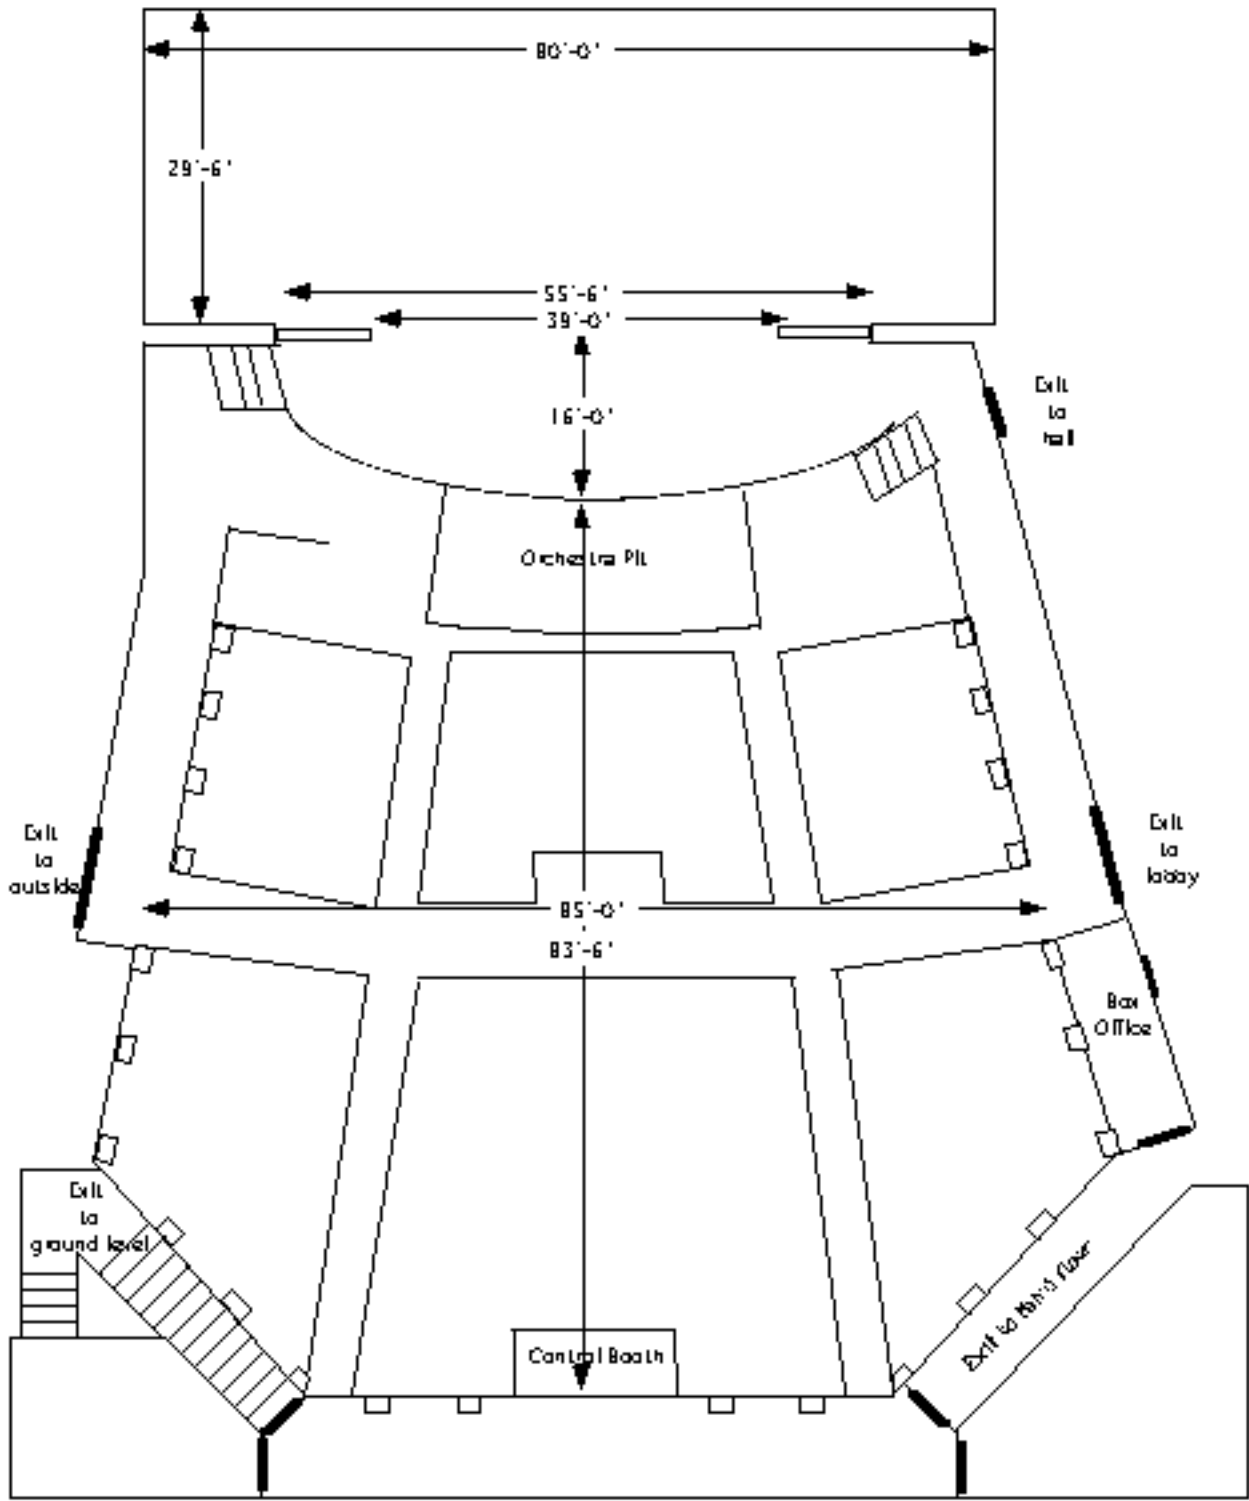 80'-0'
29'-6'
55'-6'
39'-0'
16'-0'
Exit
to
hall
Orchestra Pit
Exit
to
outside
Exit
to
lobby
85'-0'
83'-6'
Box
Office
Exit
to
ground level
Exit to floor
Control Booth